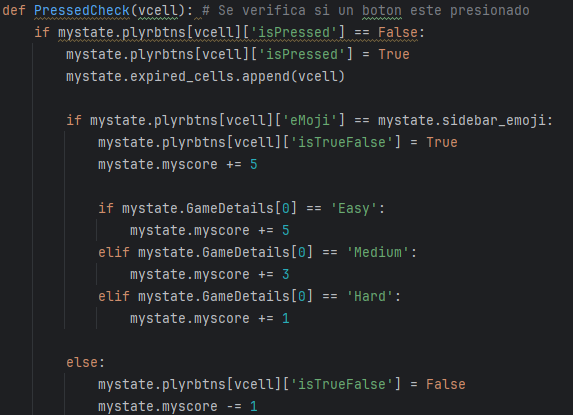 def PressedCheck(vcell): # Se verifica si un boton este presionado
    if mystate.plyrbtns[vcell]['isPressed'] == False:
        mystate.plyrbtns[vcell]['isPressed'] = True
        mystate.expired_cells.append(vcell)

        if mystate.plyrbtns[vcell]['eMoji'] == mystate.sidebar_emoji:
            mystate.plyrbtns[vcell]['isTrueFalse'] = True
            mystate.myscore += 5

            if mystate.GameDetails[0] == 'Easy':
                mystate.myscore += 5
            elif mystate.GameDetails[0] == 'Medium':
                mystate.myscore += 3
            elif mystate.GameDetails[0] == 'Hard':
                mystate.myscore += 1

        else:
            mystate.plyrbtns[vcell]['isTrueFalse'] = False
            mystate.myscore -= 1